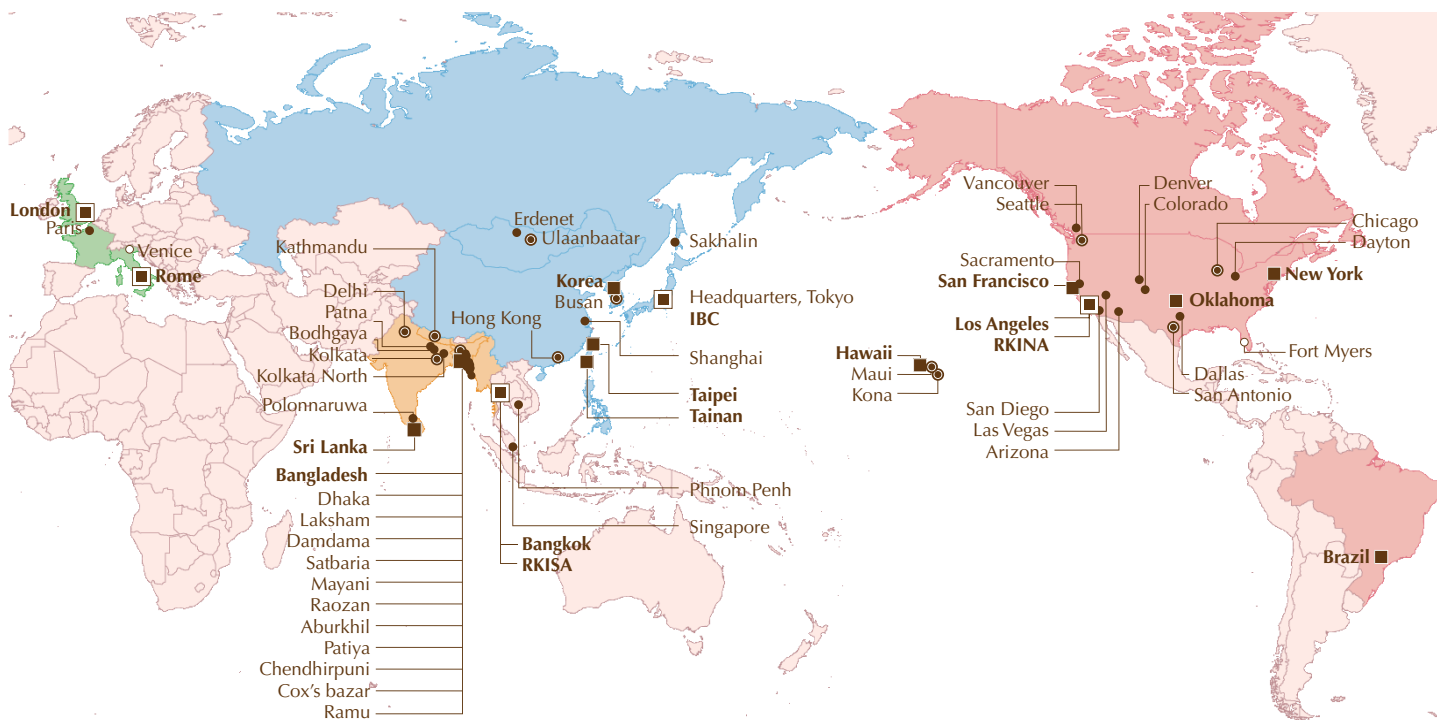 London
Paris
Venice
Rome
Kathmandu
Delhi
Patna
Bodhgaya
Kolkata
Kolkata North
Polonnaruwa
Sri Lanka
Bangladesh
Dhaka
Laksham
Damdama
Satbaria
Mayani
Raozan
Aburkhil
Patiya
Chendhirpuni
Cox's bazar
Ramu
Erdenet
Ulaanbaatar
Sakhalin
Korea
Busan
Headquarters, Tokyo
IBC
Hong Kong
Shanghai
Taipei
Tainan
Phnom Penh
Singapore
Bangkok
RKISA
Hawaii
Maui
Kona
Vancouver
Seattle
Sacramento
San Francisco
Los Angeles
RKINA
San Diego
Las Vegas
Arizona
Denver
Colorado
Chicago
Dayton
New York
Oklahoma
Fort Myers
Dallas
San Antonio
Brazil